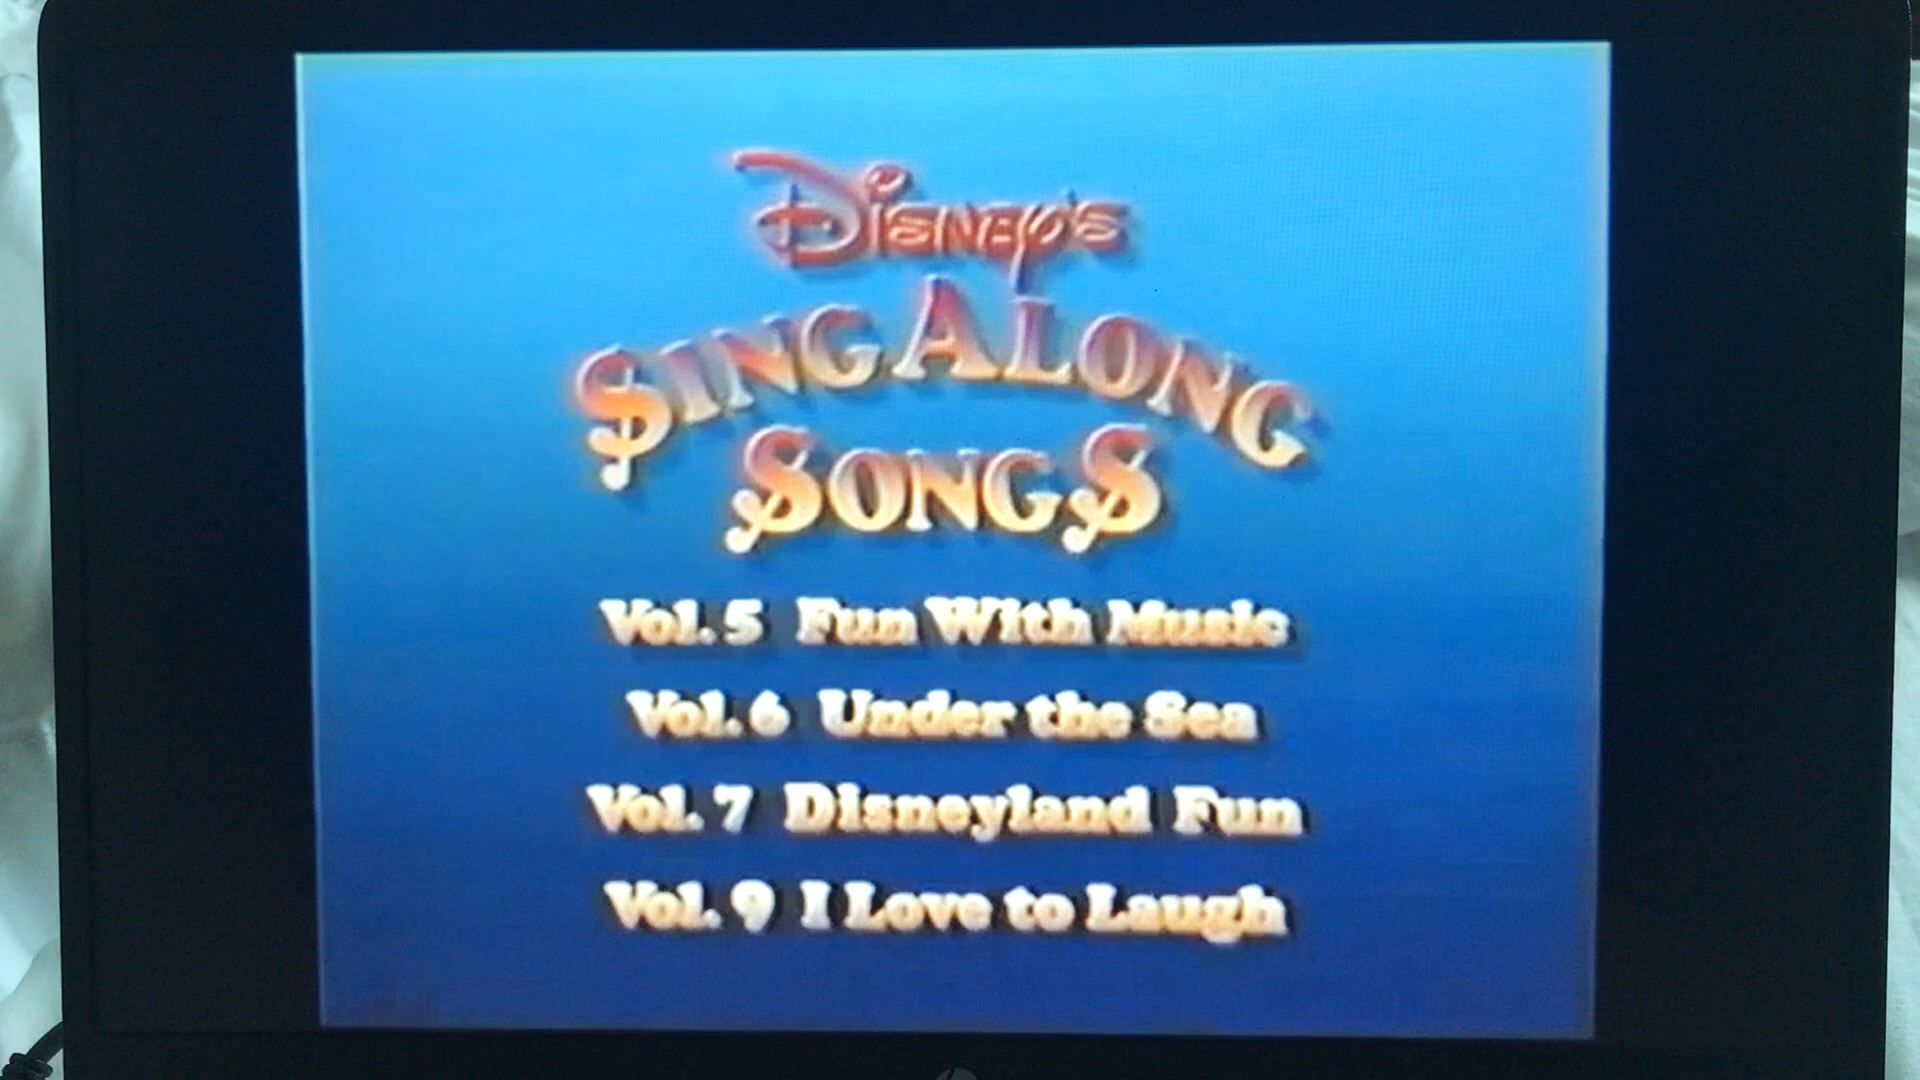 Disney's
Sing Along
Songs
Vol. 5 Fun With Music
Vol. 6 Under the Sea
Vol. 7 Disneyland Fun
Vol. 9 I Love to Laugh